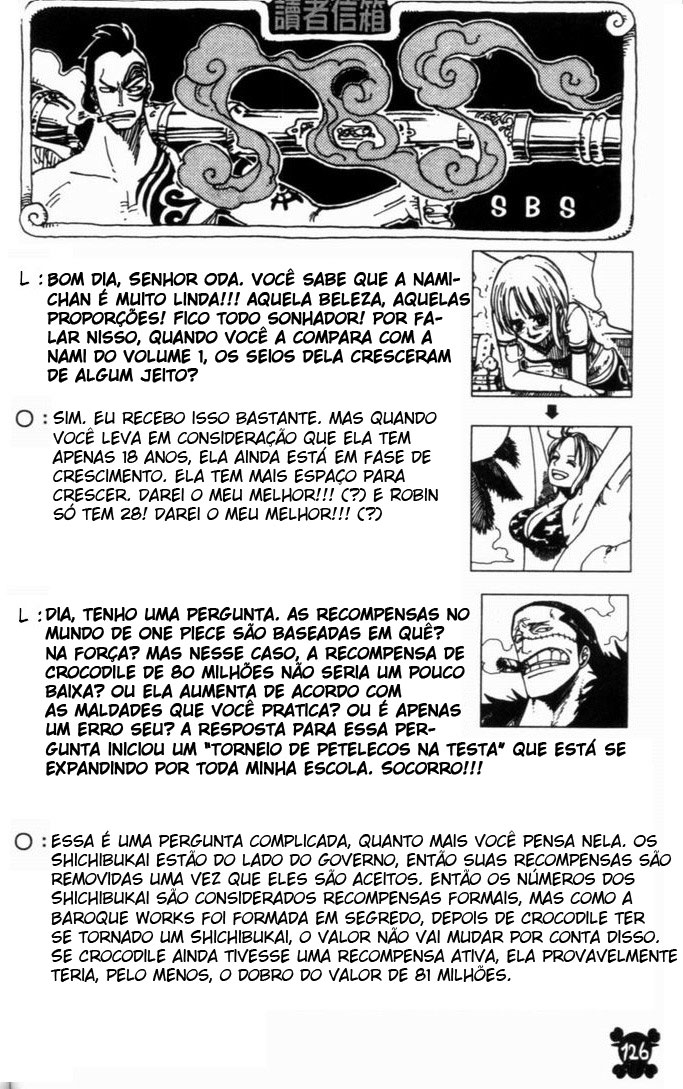 讀者信箱
SBS
S B S
L: BOM DIA, SENHOR ODA. VOCÊ SABE QUE A NAMI-
CHAN É MUITO LINDA!!! AQUELA BELEZA, AQUELAS
PROPORÇÕES! FICO TODO SONHADOR! POR FA-
LAR NISSO, QUANDO VOCÊ A COMPARA COM A
NAMI DO VOLUME 1, OS SEIOS DELA CRESCERAM
DE ALGUM JEITO?
O: SIM. EU RECEBO ISSO BASTANTE. MAS QUANDO
VOCÊ LEVA EM CONSIDERAÇÃO QUE ELA TEM
APENAS 18 ANOS, ELA AINDA ESTÁ EM FASE DE
CRESCIMENTO. ELA TEM MAIS ESPAÇO PARA
CRESCER. DAREI O MEU MELHOR!!! (?) E ROBIN
SÓ TEM 28! DAREI O MEU MELHOR!!! (?)
L: DIA, TENHO UMA PERGUNTA. AS RECOMPENSAS NO
MUNDO DE ONE PIECE SÃO BASEADAS EM QUÊ?
NA FORÇA? MAS NESSE CASO, A RECOMPENSA DE
CROCODILE DE 80 MILHÕES NÃO SERIA UM POUCO
BAIXA? OU ELA AUMENTA DE ACORDO COM
AS MALDADES QUE VOCÊ PRATICA? OU É APENAS
UM ERRO SEU? A RESPOSTA PARA ESSA PER-
GUNTA INICIOU UM "TORNEIO DE PETELECOS NA TESTA" QUE ESTÁ SE
EXPANDINDO POR TODA MINHA ESCOLA. SOCORRO!!!
O: ESSA É UMA PERGUNTA COMPLICADA, QUANTO MAIS VOCÊ PENSA NELA. OS
SHICHIBUKAI ESTÃO DO LADO DO GOVERNO, ENTÃO SUAS RECOMPENSAS SÃO
REMOVIDAS UMA VEZ QUE ELES SÃO ACEITOS. ENTÃO OS NÚMEROS DOS
SHICHIBUKAI SÃO CONSIDERADOS RECOMPENSAS FORMAIS, MAS COMO A
BAROQUE WORKS FOI FORMADA EM SEGREDO, DEPOIS DE CROCODILE TER
SE TORNADO UM SHICHIBUKAI, O VALOR NÃO VAI MUDAR POR CONTA DISSO.
SE CROCODILE AINDA TIVESSE UMA RECOMPENSA ATIVA, ELA PROVAVELMENTE
TERIA, PELO MENOS, O DOBRO DO VALOR DE 81 MILHÕES.
126